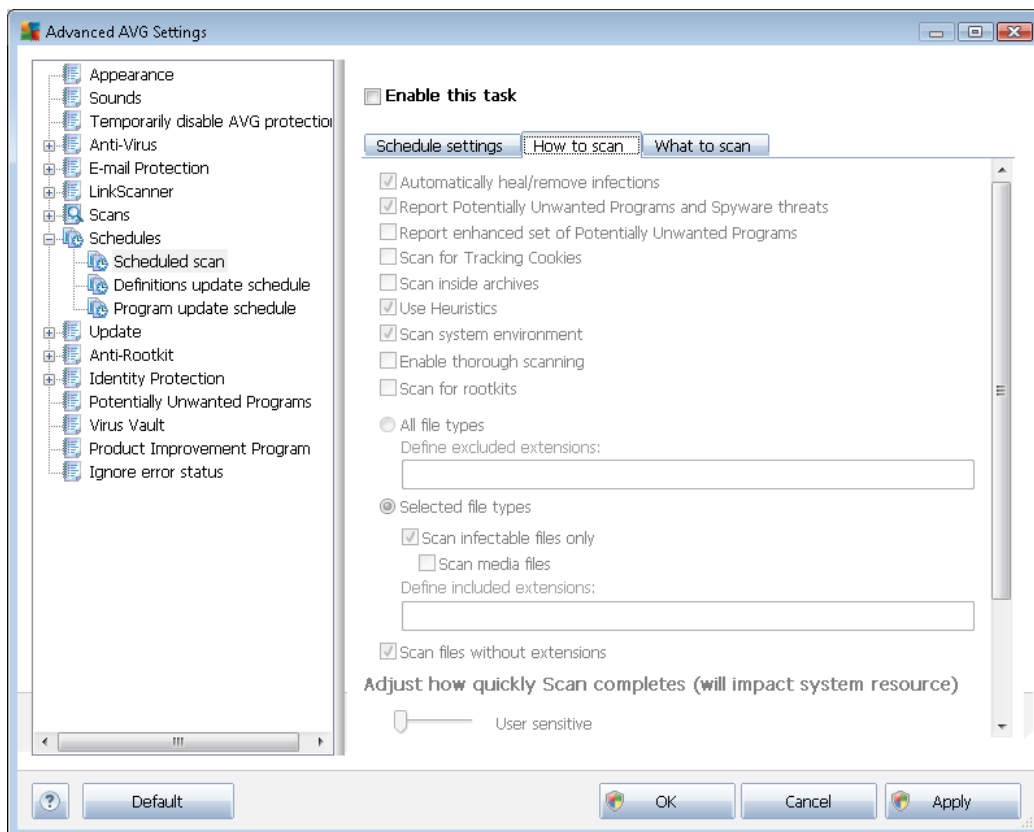 Advanced AVG Settings
Appearance
Sounds
Temporarily disable AVG protection
Anti-Virus
E-mail Protection
LinkScanner
Scans
Schedules
Scheduled scan
Definitions update schedule
Program update schedule
Update
Anti-Rootkit
Identity Protection
Potentially Unwanted Programs
Virus Vault
Product Improvement Program
Ignore error status
Enable this task
Schedule settings How to scan What to scan
Automatically heal/remove infections
Report Potentially Unwanted Programs and Spyware threats
Report enhanced set of Potentially Unwanted Programs
Scan for Tracking Cookies
Scan inside archives
Use Heuristics
Scan system environment
Enable thorough scanning
Scan for rootkits
All file types
Define excluded extensions:
Selected file types
Scan infectable files only
Scan media files
Define included extensions:
Scan files without extensions
Adjust how quickly Scan completes (will impact system resource)
User sensitive
? Default OK Cancel Apply